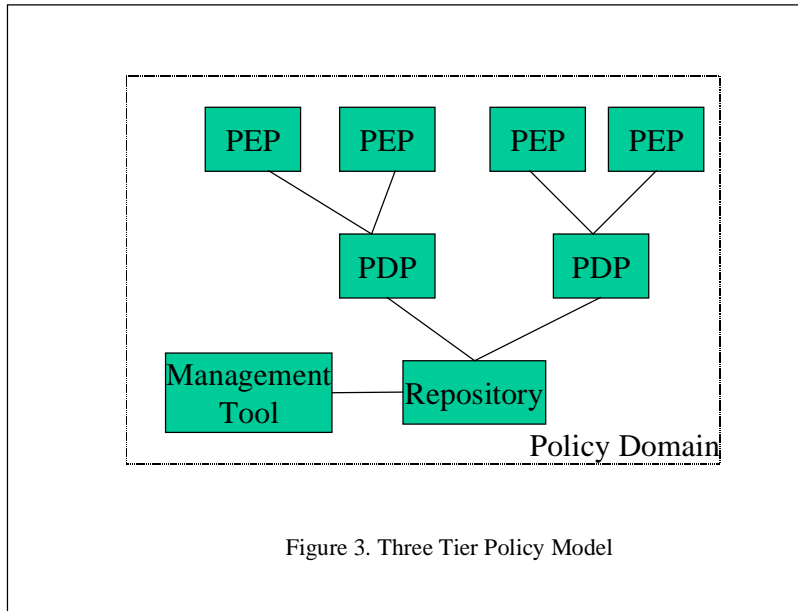 PEP
PEP
PEP
PEP
PDP
PDP
Management
Tool
Repository
Policy Domain
Figure 3. Three Tier Policy Model